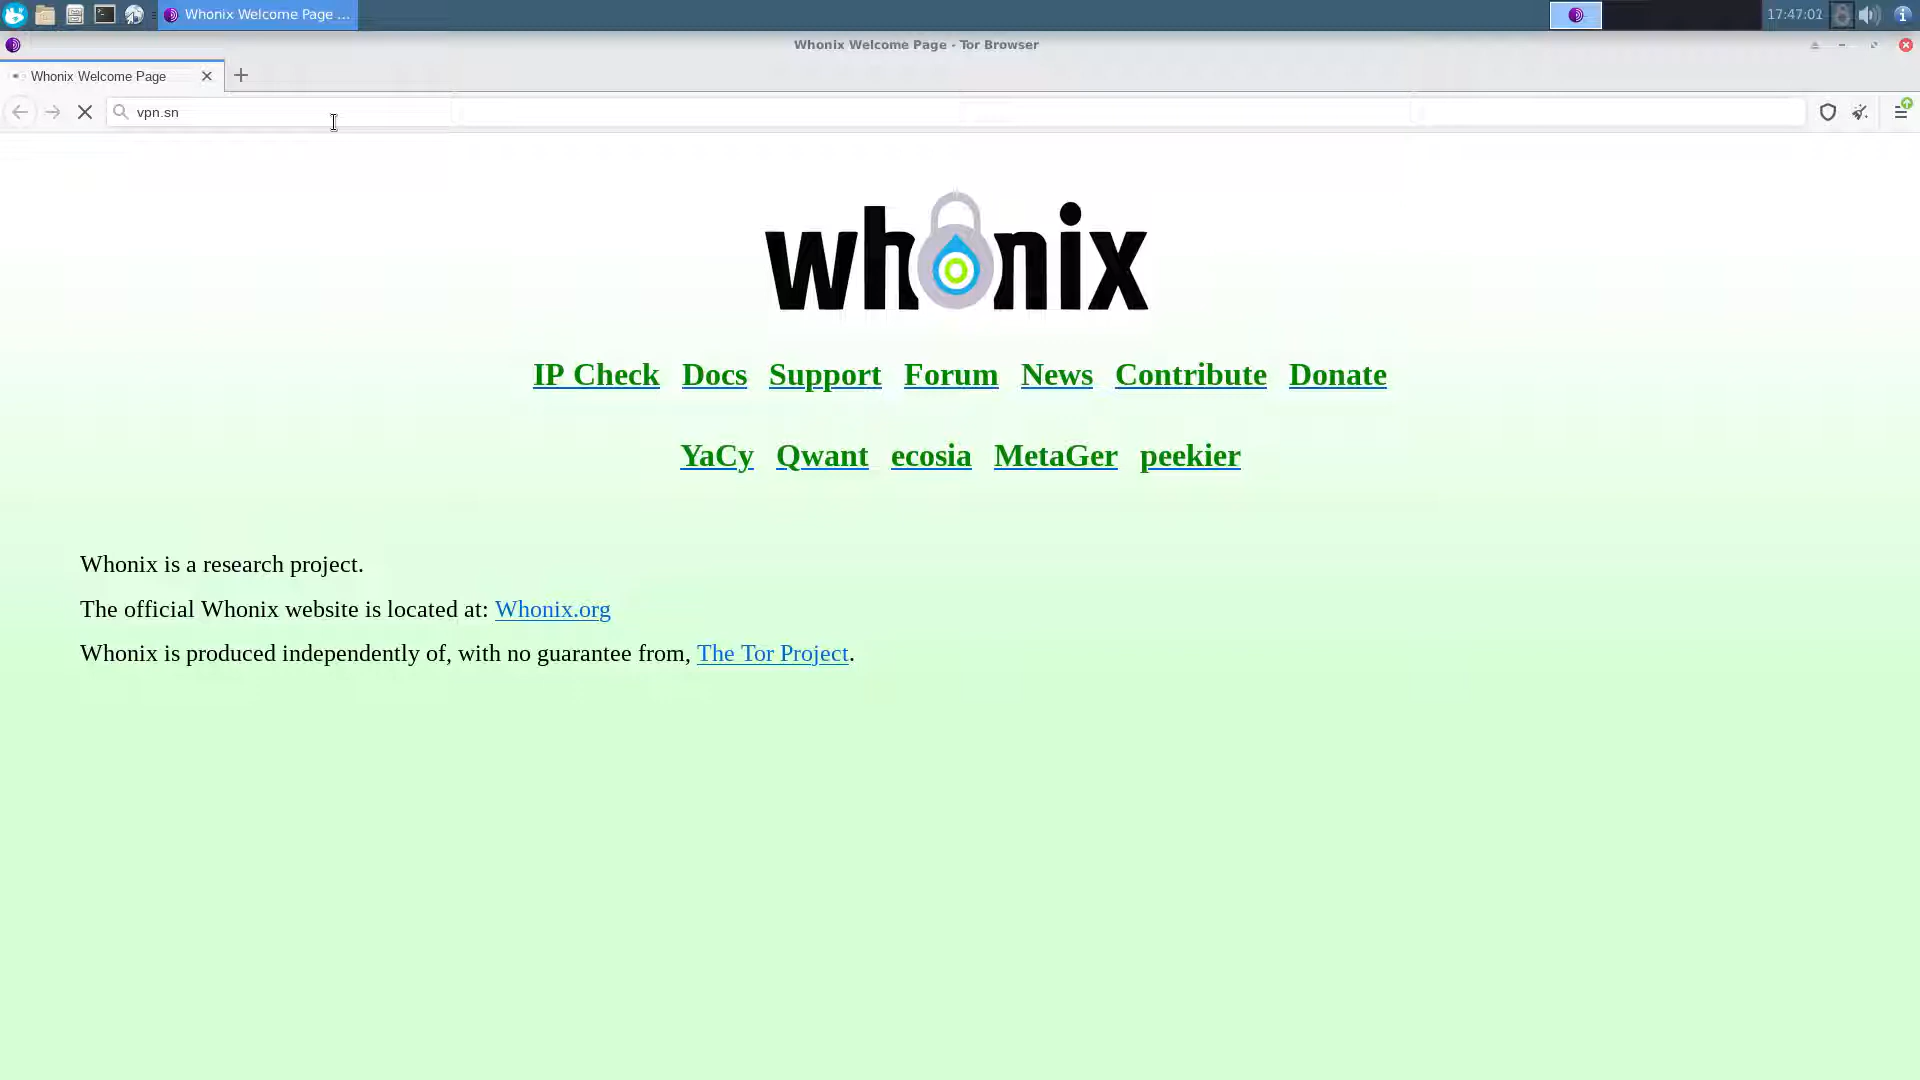 Whonix Welcome Page ...
17:47:02
Whonix Welcome Page - Tor Browser
Whonix Welcome Page
vpn.sn
whonix
IP Check Docs Support Forum News Contribute Donate
YaCy Qwant ecosia MetaGer peekier
Whonix is a research project.
The official Whonix website is located at: Whonix.org
Whonix is produced independently of, with no guarantee from, The Tor Project.